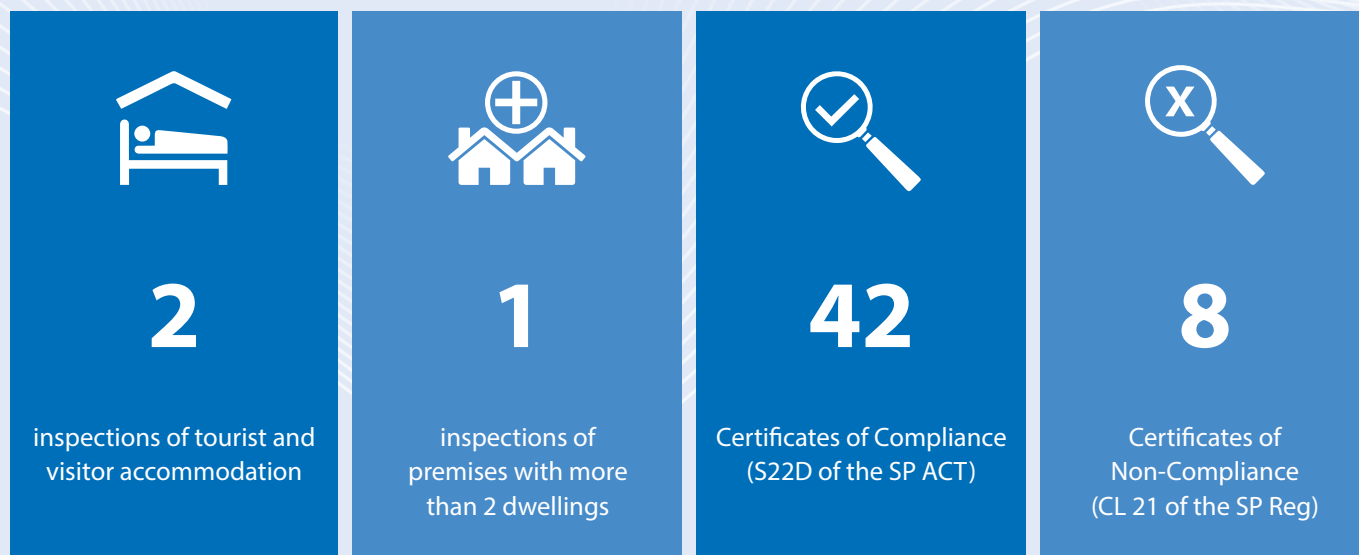 2
inspections of tourist and
visitor accommodation
1
inspections of
premises with more
than 2 dwellings
42
Certificates of Compliance
(S22D of the SP ACT)
X
8
Certificates of
Non-Compliance
(CL 21 of the SP Reg)